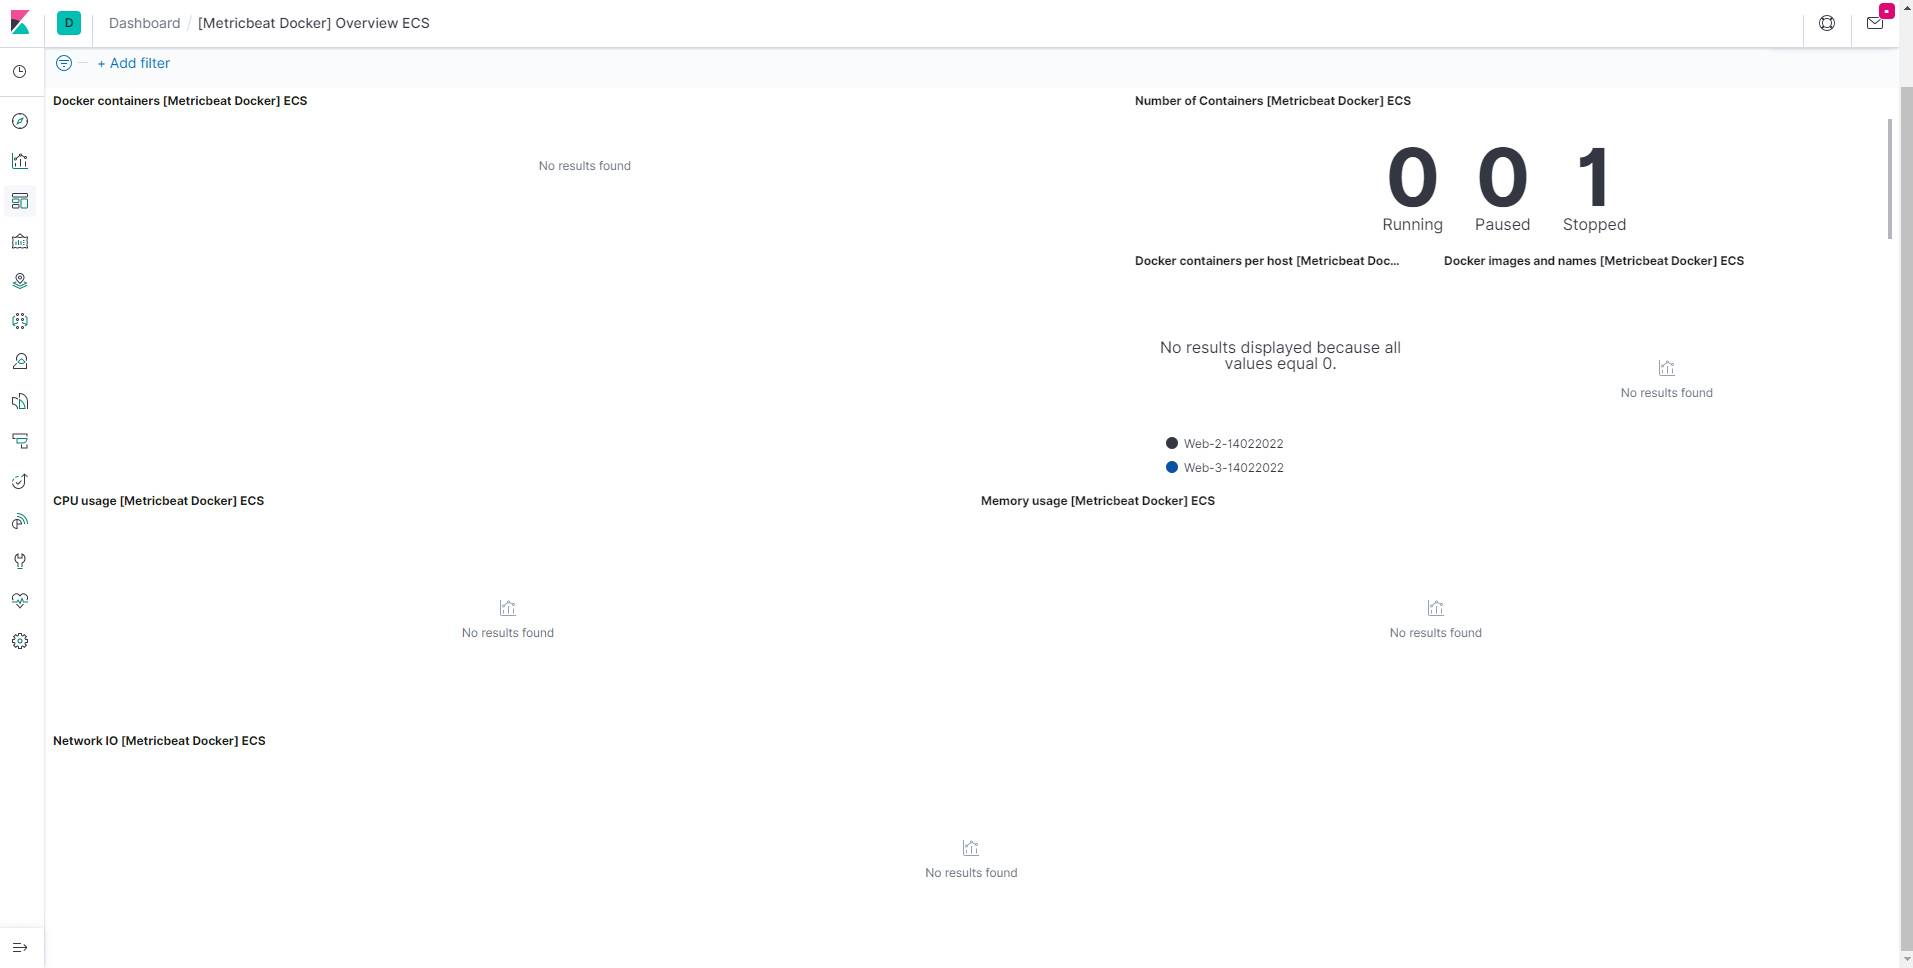 D
Dashboard / [Metricbeat Docker] Overview ECS
+ Add filter
Docker containers [Metricbeat Docker] ECS
No results found
Number of Containers [Metricbeat Docker] ECS
0 0 1
Running Paused Stopped
Docker containers per host [Metricbeat Doc...
No results displayed because all
values equal 0.
Web-2-14022022
Web-3-14022022
Docker images and names [Metricbeat Docker] ECS
No results found
CPU usage [Metricbeat Docker] ECS
No results found
Memory usage [Metricbeat Docker] ECS
No results found
Network IO [Metricbeat Docker] ECS
No results found